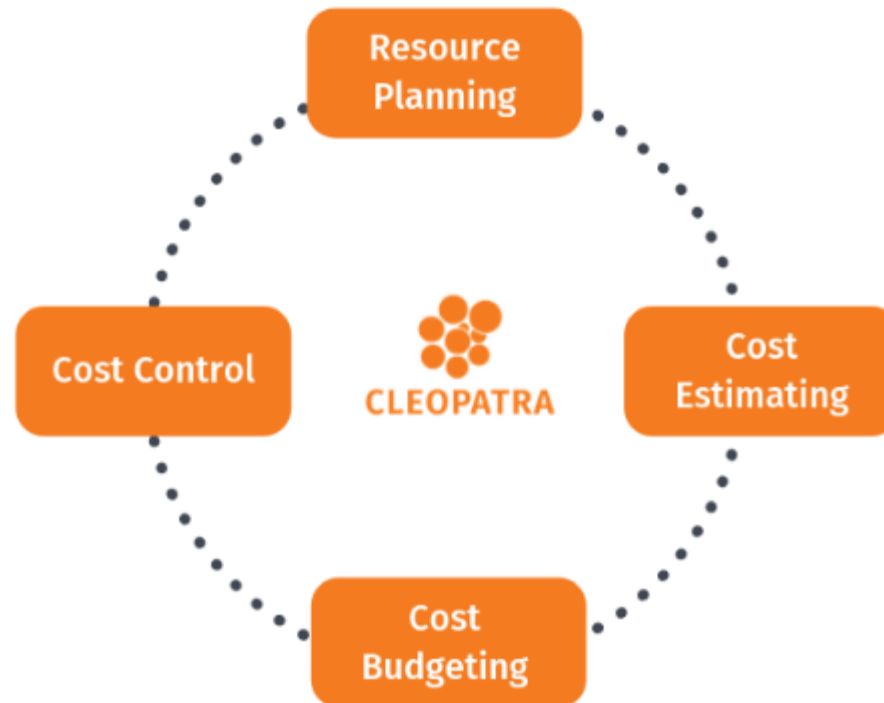 Resource
Planning
Cost Control
CLEOPATRA
Cost
Estimating
Cost
Budgeting